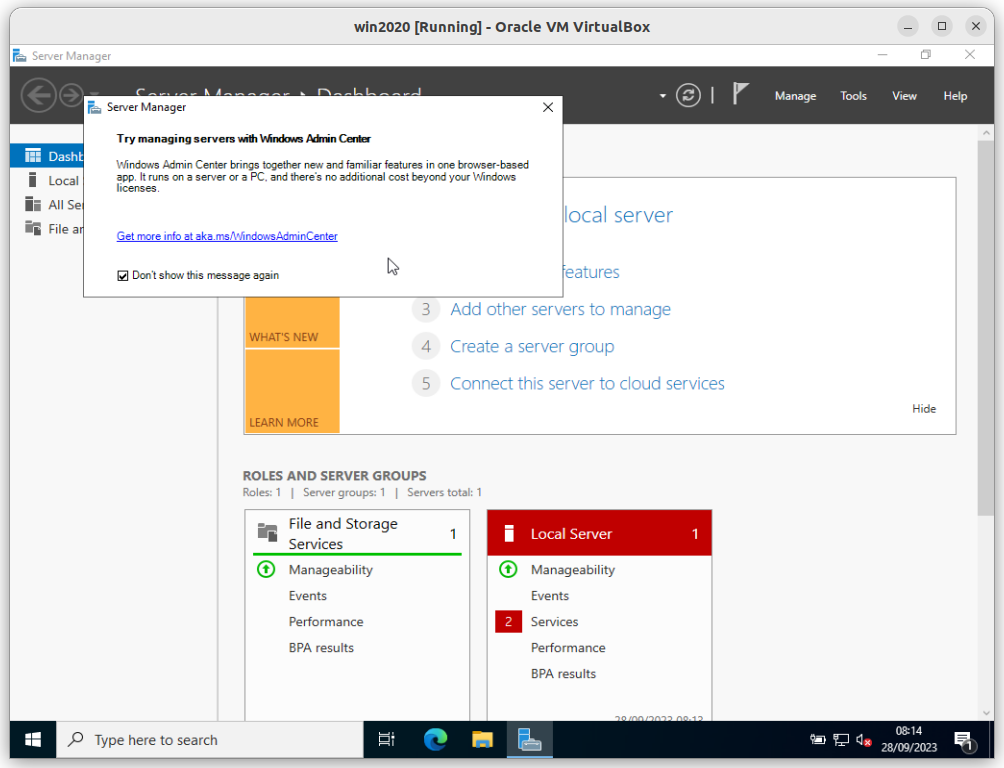 win2020 [Running] - Oracle VM VirtualBox
Server Manager
Server Manager • Dashboard
Manage Tools View Help
Server Manager
Try managing servers with Windows Admin Center
Windows Admin Center brings together new and familiar features in one browser-based
app. It runs on a server or a PC, and there's no additional cost beyond your Windows
licenses.
Get more info at aka.ms/WindowsAdminCenter
Don't show this message again
Dashb
Local
All Se
File ar
local server
features
3 Add other servers to manage
4 Create a server group
5 Connect this server to cloud services
WHAT'S NEW
LEARN MORE
Hide
ROLES AND SERVER GROUPS
Roles: 1 | Server groups: 1 | Servers total: 1
File and Storage
Services
1
Manageability
Events
Performance
BPA results
Local Server 1
Manageability
Events
2 Services
Performance
BPA results
28/09/2023 08:13
Type here to search
08:14
28/09/2023
1